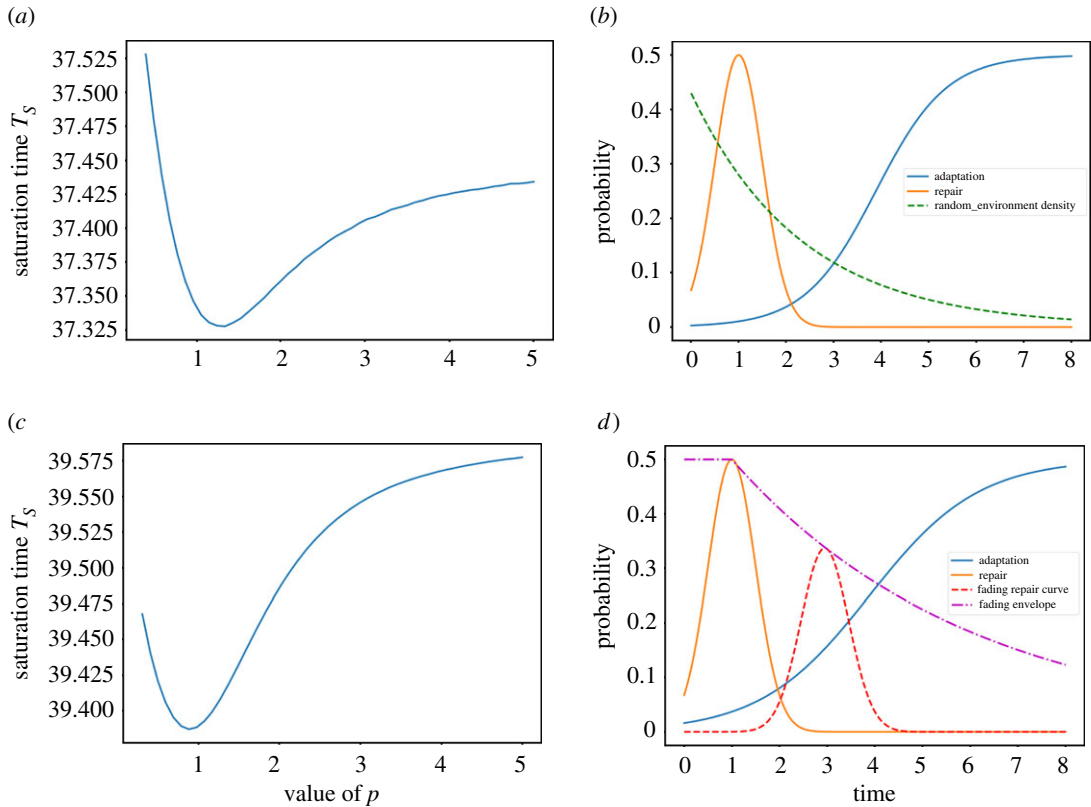 (a)
saturation time T_S
37.525
37.500
37.475
37.450
37.425
37.400
37.375
37.350
37.325
1 2 3 4 5
(b)
probability
0.5
0.4
0.3
0.2
0.1
0
adaptation
repair
random_environment density
0 1 2 3 4 5 6 7 8
(c)
saturation time T_S
39.575
39.550
39.525
39.500
39.475
39.450
39.425
39.400
1 2 3 4 5
value of p
d)
probability
0.5
0.4
0.3
0.2
0.1
0
adaptation
repair
fading repair curve
fading envelope
0 1 2 3 4 5 6 7 8
time